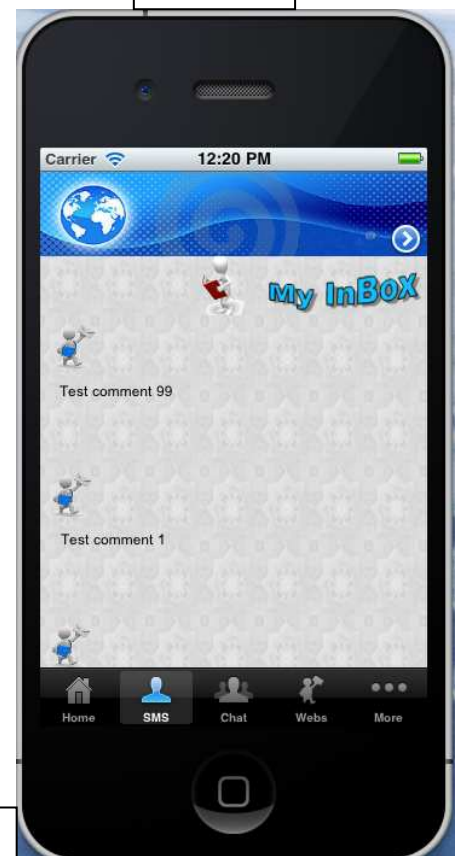 Carrier 12:20 PM
My InBoX
Test comment 99
Test comment 1
Home SMS Chat Webs More